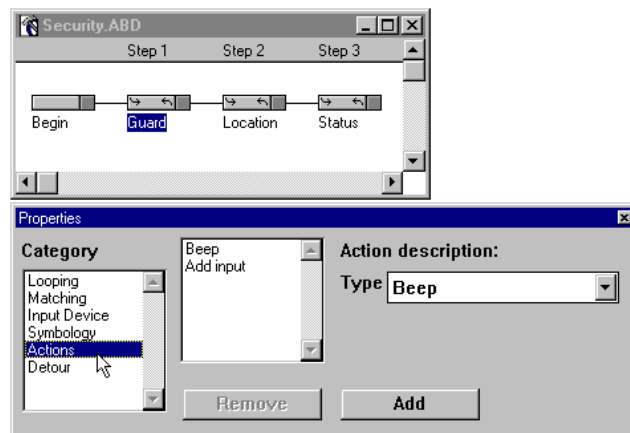 Security.ABD
Step 1 Step 2 Step 3
Begin Guard Location Status
Properties
Category
Looping
Matching
Input Device
Symbology
Actions
Detour
Beep
Add input
Remove
Action description:
Type Beep
Add